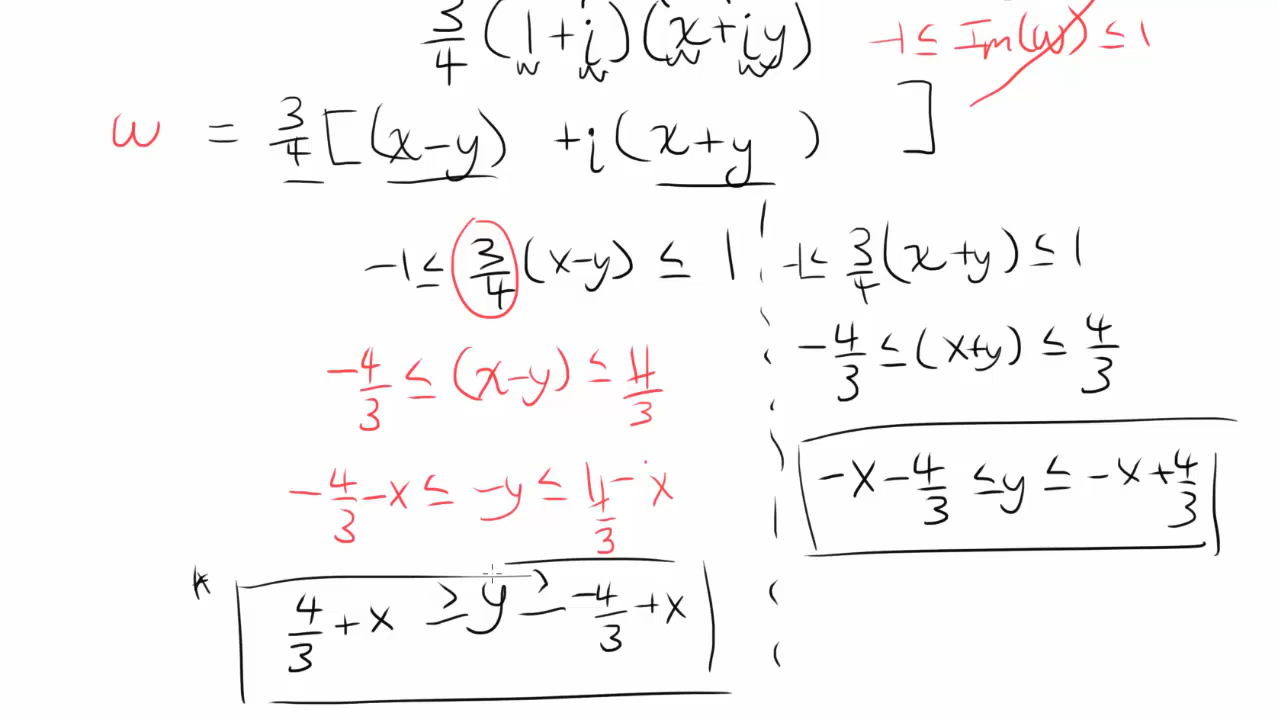 3/4 (1+i)(x+iy)
-1 ≤ Im(w) ≤ 1
w = 3/4 [(x-y) +i(x+y)]
-1 ≤ 3/4 (x-y) ≤ 1
-4/3 ≤ (x-y) ≤ 4/3
-4/3 -x ≤ -y ≤ 4/3 - x
* 4/3 + x ≥ y ≥ -4/3 + x
-1 ≤ 3/4 (x+y) ≤ 1
-4/3 ≤ (x+y) ≤ 4/3
-x - 4/3 ≤ y ≤ -x + 4/3